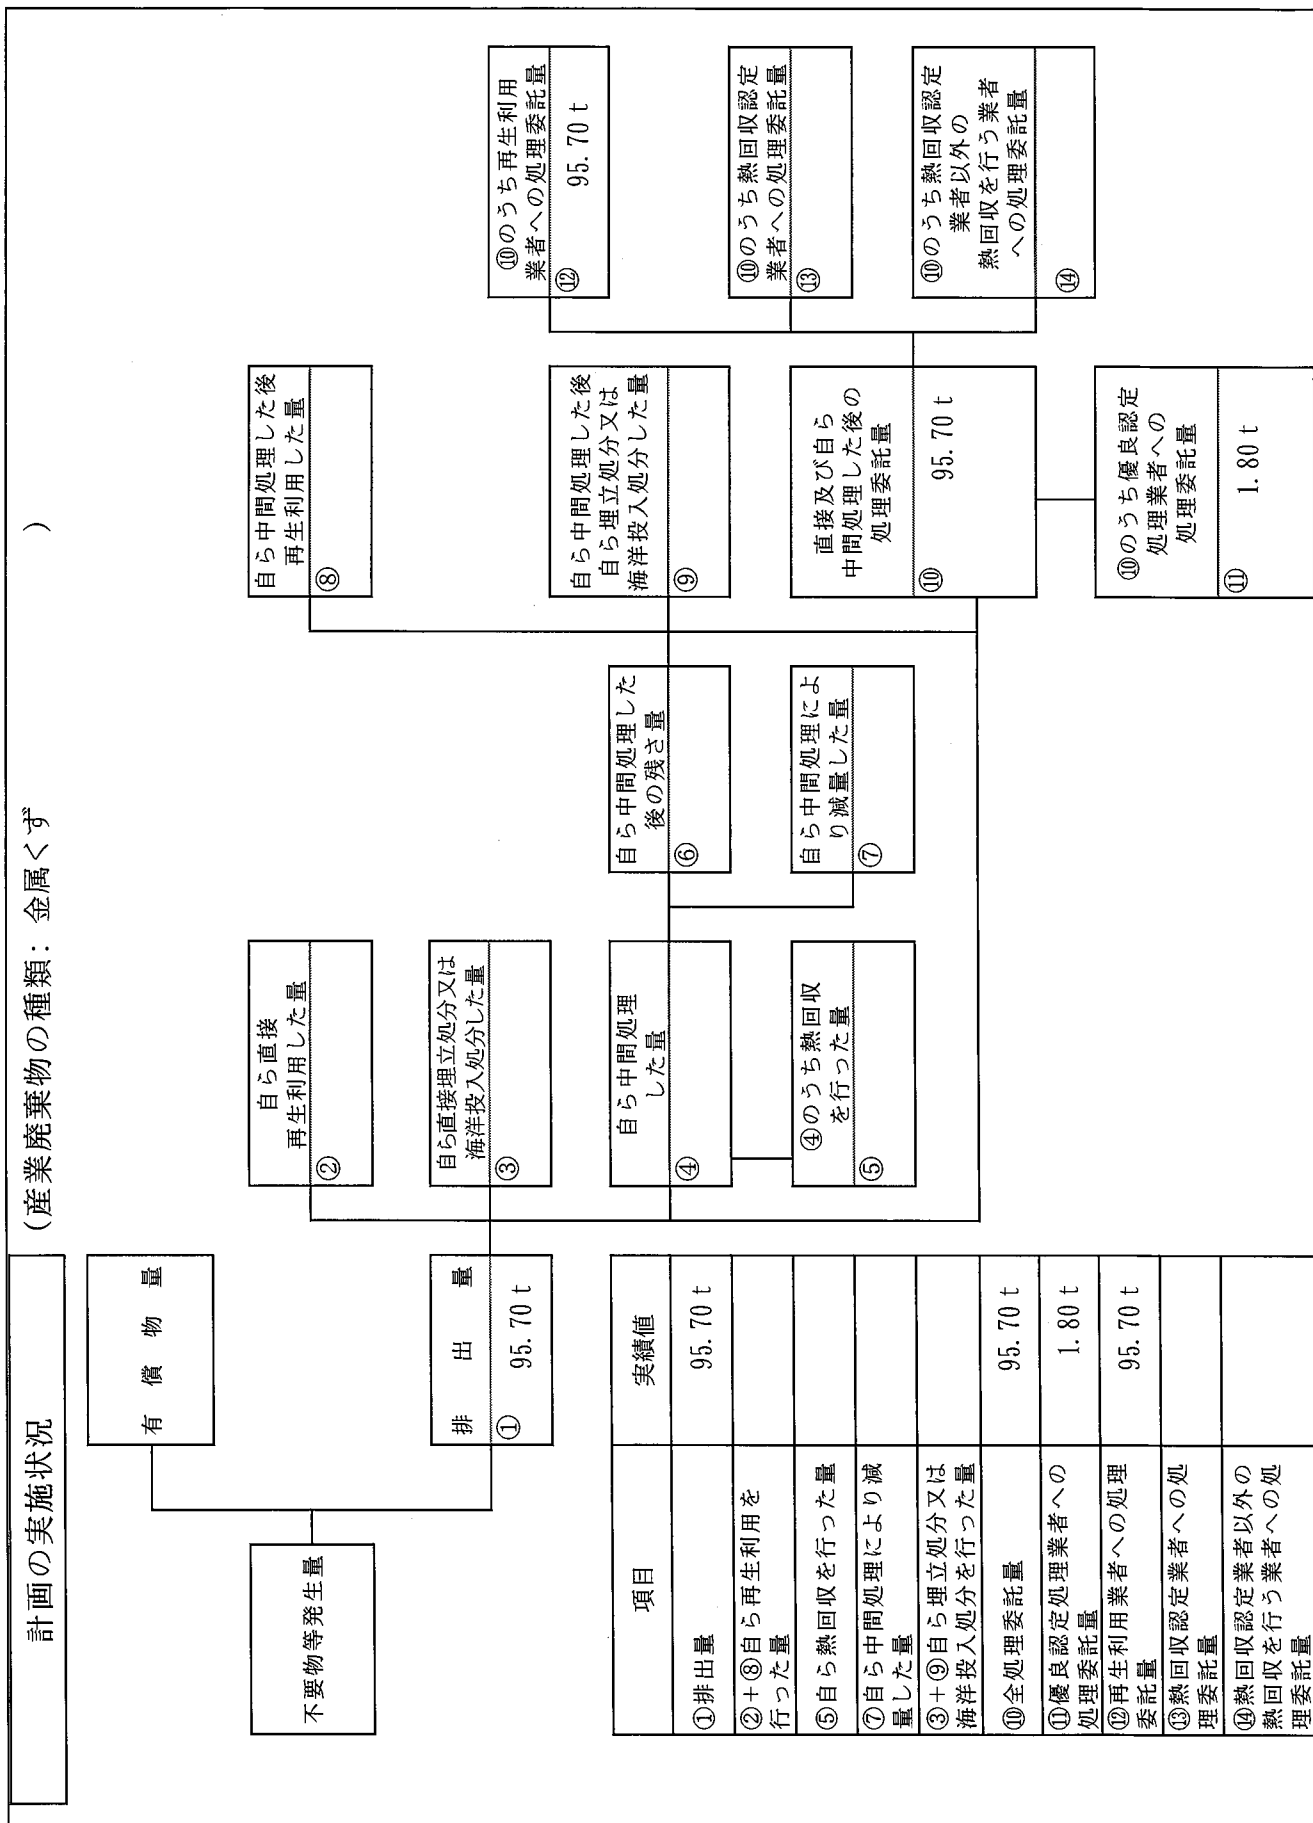 計画の実施状況
(産業廃棄物の種類：金属くず
)
不要物等発生量
有償物量
排出量
① 95.70 t
自ら直接
再生利用した量
②
自ら直接埋立処分又は
海洋投入処分した量
③
自ら中間処理
した量
④
④のうち熱回収
を行った量
⑤
自ら中間処理した
後の残さ量
⑥
自ら中間処理によ
り減量した量
⑦
自ら中間処理した後
再生利用した量
⑧
自ら中間処理した後
自ら埋立処分又は
海洋投入処分した量
⑨
直接及び自ら
中間処理した後の
処理委託量
⑩ 95.70 t
⑩のうち優良認定
処理業者への
処理委託量
⑪ 1.80 t
⑩のうち再生利用
業者への処理委託量
⑫ 95.70 t
⑩のうち熱回収認定
業者への処理委託量
⑬
⑩のうち熱回収認定
業者以外の
熱回収を行う業者
への処理委託量
⑭
項目 実績値
①排出量 95.70 t
②+⑧自ら再生利用を
行った量
⑤自ら熱回収を行った量
⑦自ら中間処理により減
量した量
③+⑨自ら埋立処分又は
海洋投入処分を行った量
⑩全処理委託量 95.70 t
⑪優良認定処理業者への
処理委託量 1.80 t
⑫再生利用業者への処理
委託量 95.70 t
⑬熱回収認定業者への処
理委託量
⑭熱回収認定業者以外の
熱回収を行う業者への処
理委託量